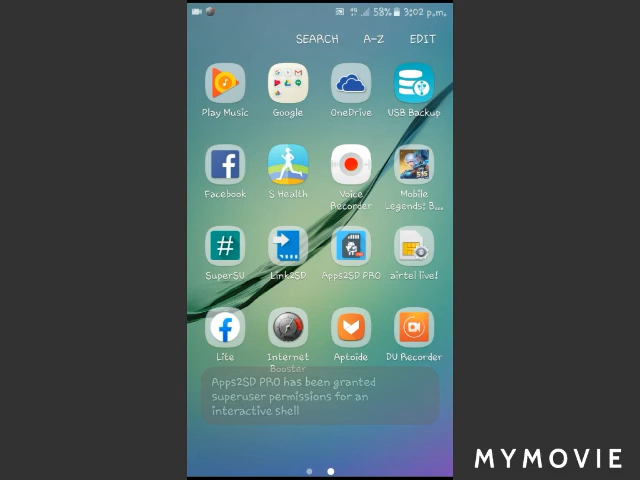 58% 3:02 p.m.
SEARCH A-Z EDIT
Play Music Google OneDrive USB Backup
Facebook S Health Voice Recorder Mobile Legends: B...
SuperSU Link2SD Apps2SD PRO airtel live!
Lite Internet Booster Aptoide DU Recorder
Apps2SD PRO has been granted
superuser permissions for an
interactive shell
MYMOVIE